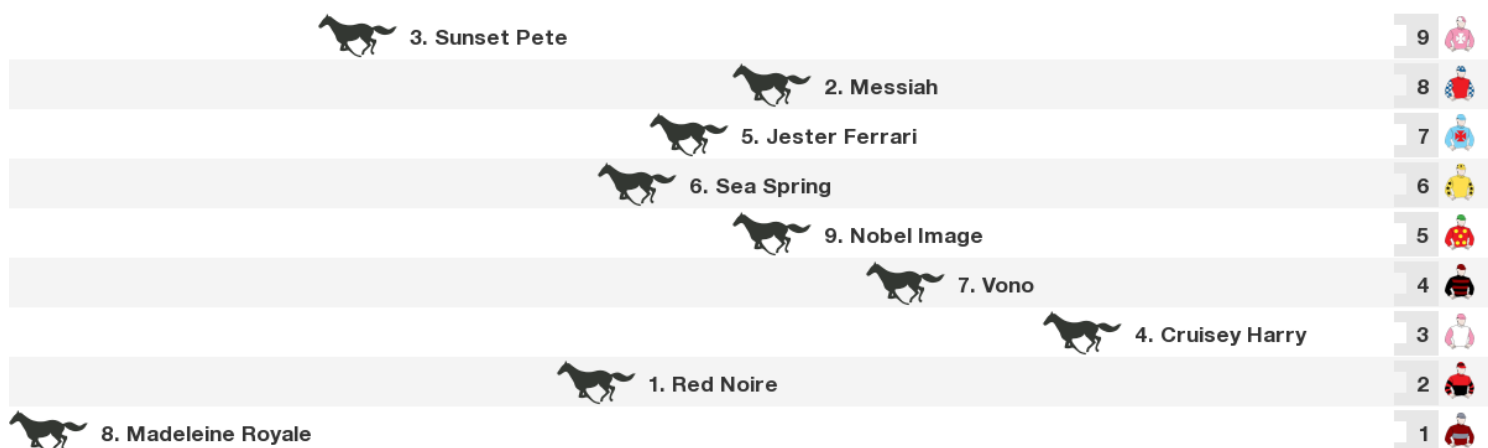 3. Sunset Pete 9
2. Messiah 8
5. Jester Ferrari 7
6. Sea Spring 6
9. Nobel Image 5
7. Vono 4
4. Cruisey Harry 3
1. Red Noire 2
8. Madeleine Royale 1